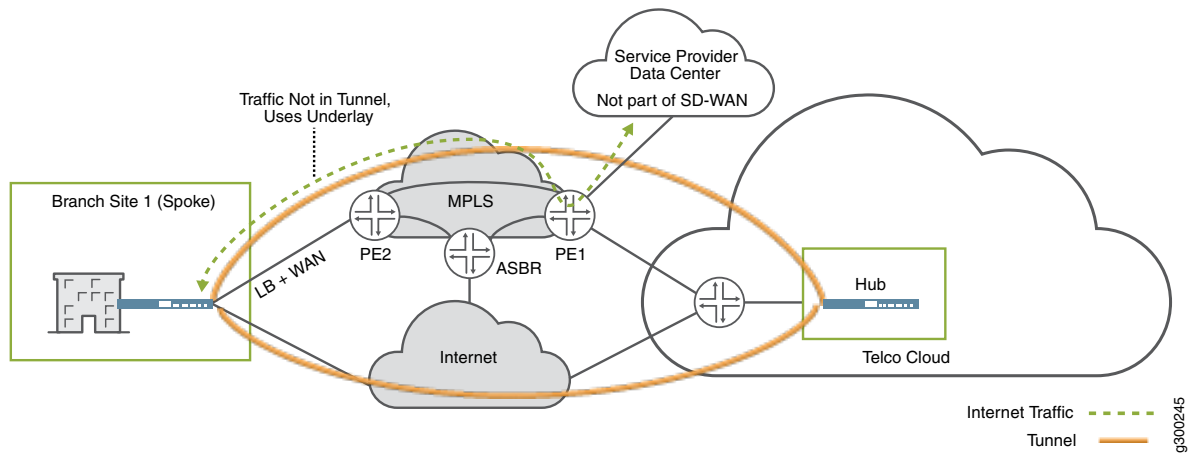 Service Provider
Data Center
Not part of SD-WAN
Traffic Not in Tunnel,
Uses Underlay
Branch Site 1 (Spoke)
MPLS
PE2
PE1
ASBR
LB + WAN
Hub
Internet
Telco Cloud
Internet Traffic
Tunnel
g300245